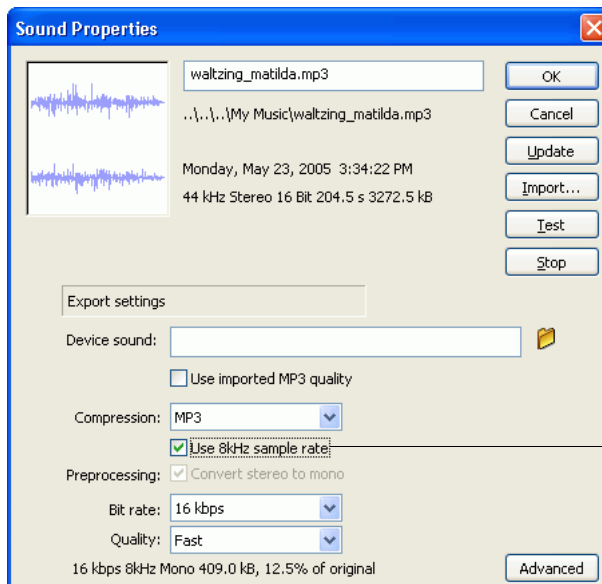 Sound Properties
waltzing_matilda.mp3
OK
..\..\..\My Music\waltzing_matilda.mp3
Cancel
Update
Monday, May 23, 2005 3:34:22 PM
Import...
44 kHz Stereo 16 Bit 204.5 s 3272.5 kB
Test
Stop
Export settings
Device sound:
Use imported MP3 quality
Compression: MP3
Use 8kHz sample rate
Preprocessing: Convert stereo to mono
Bit rate: 16 kbps
Quality: Fast
16 kbps 8kHz Mono 409.0 kB, 12.5% of original
Advanced